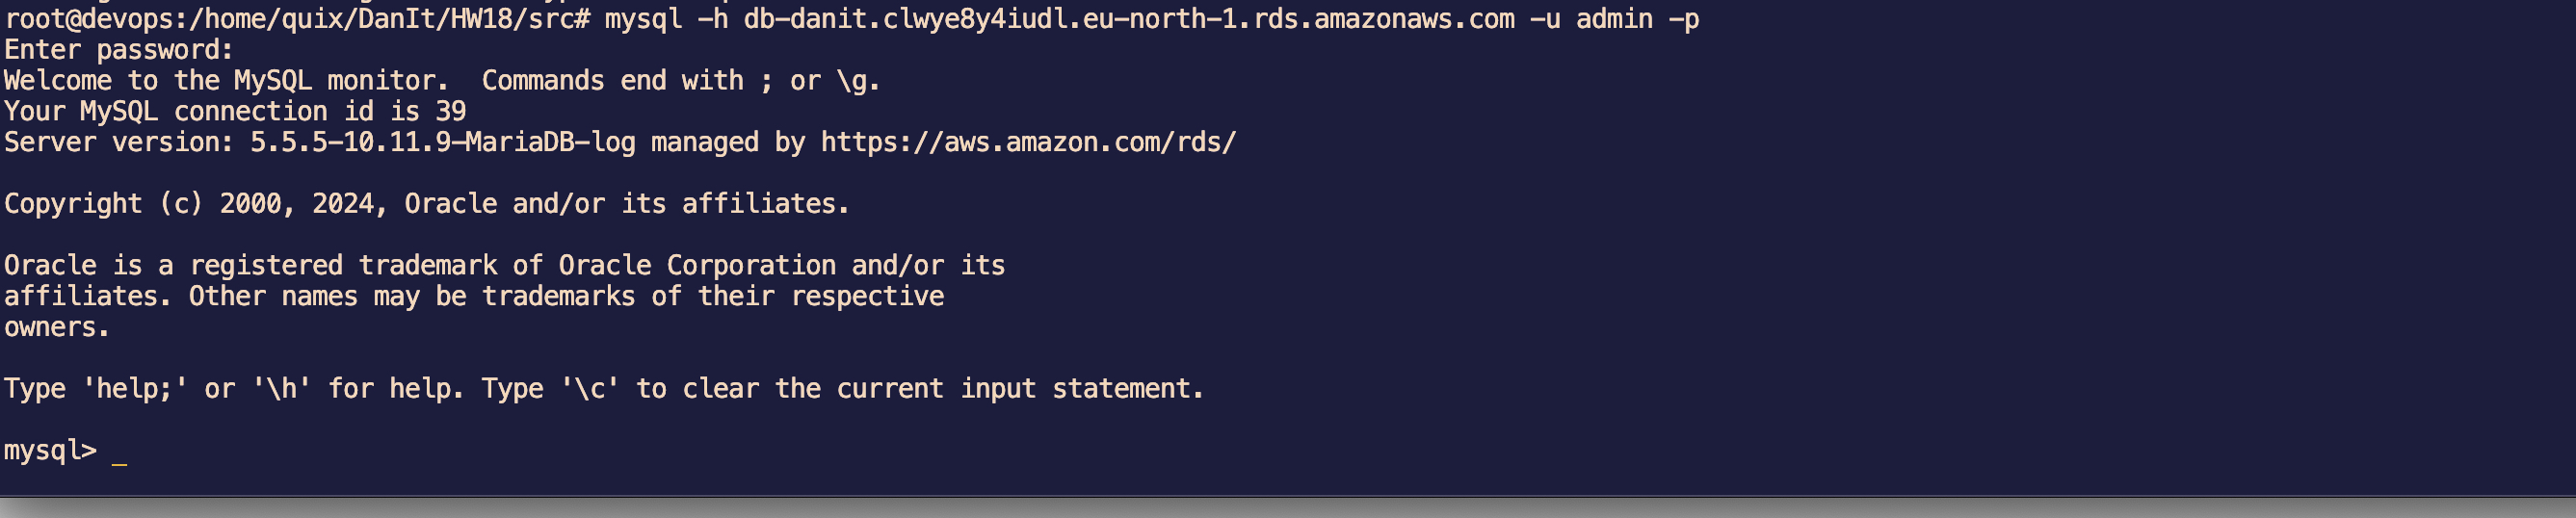 root@devops:/home/quix/DanIt/HW18/src# mysql -h db-danit.clwye8y4iudl.eu-north-1.rds.amazonaws.com -u admin -p
Enter password:
Welcome to the MySQL monitor.  Commands end with ; or \g.
Your MySQL connection id is 39
Server version: 5.5.5-10.11.9-MariaDB-log managed by https://aws.amazon.com/rds/
Copyright (c) 2000, 2024, Oracle and/or its affiliates.
Oracle is a registered trademark of Oracle Corporation and/or its
affiliates. Other names may be trademarks of their respective
owners.
Type 'help;' or '\h' for help. Type '\c' to clear the current input statement.
mysql> _